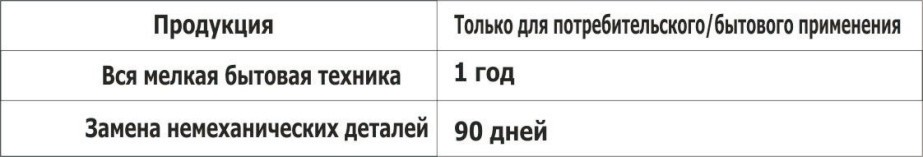 Продукция Только для потребительского/бытового применения
Вся мелкая бытовая техника 1 год
Замена немеханических деталей 90 дней